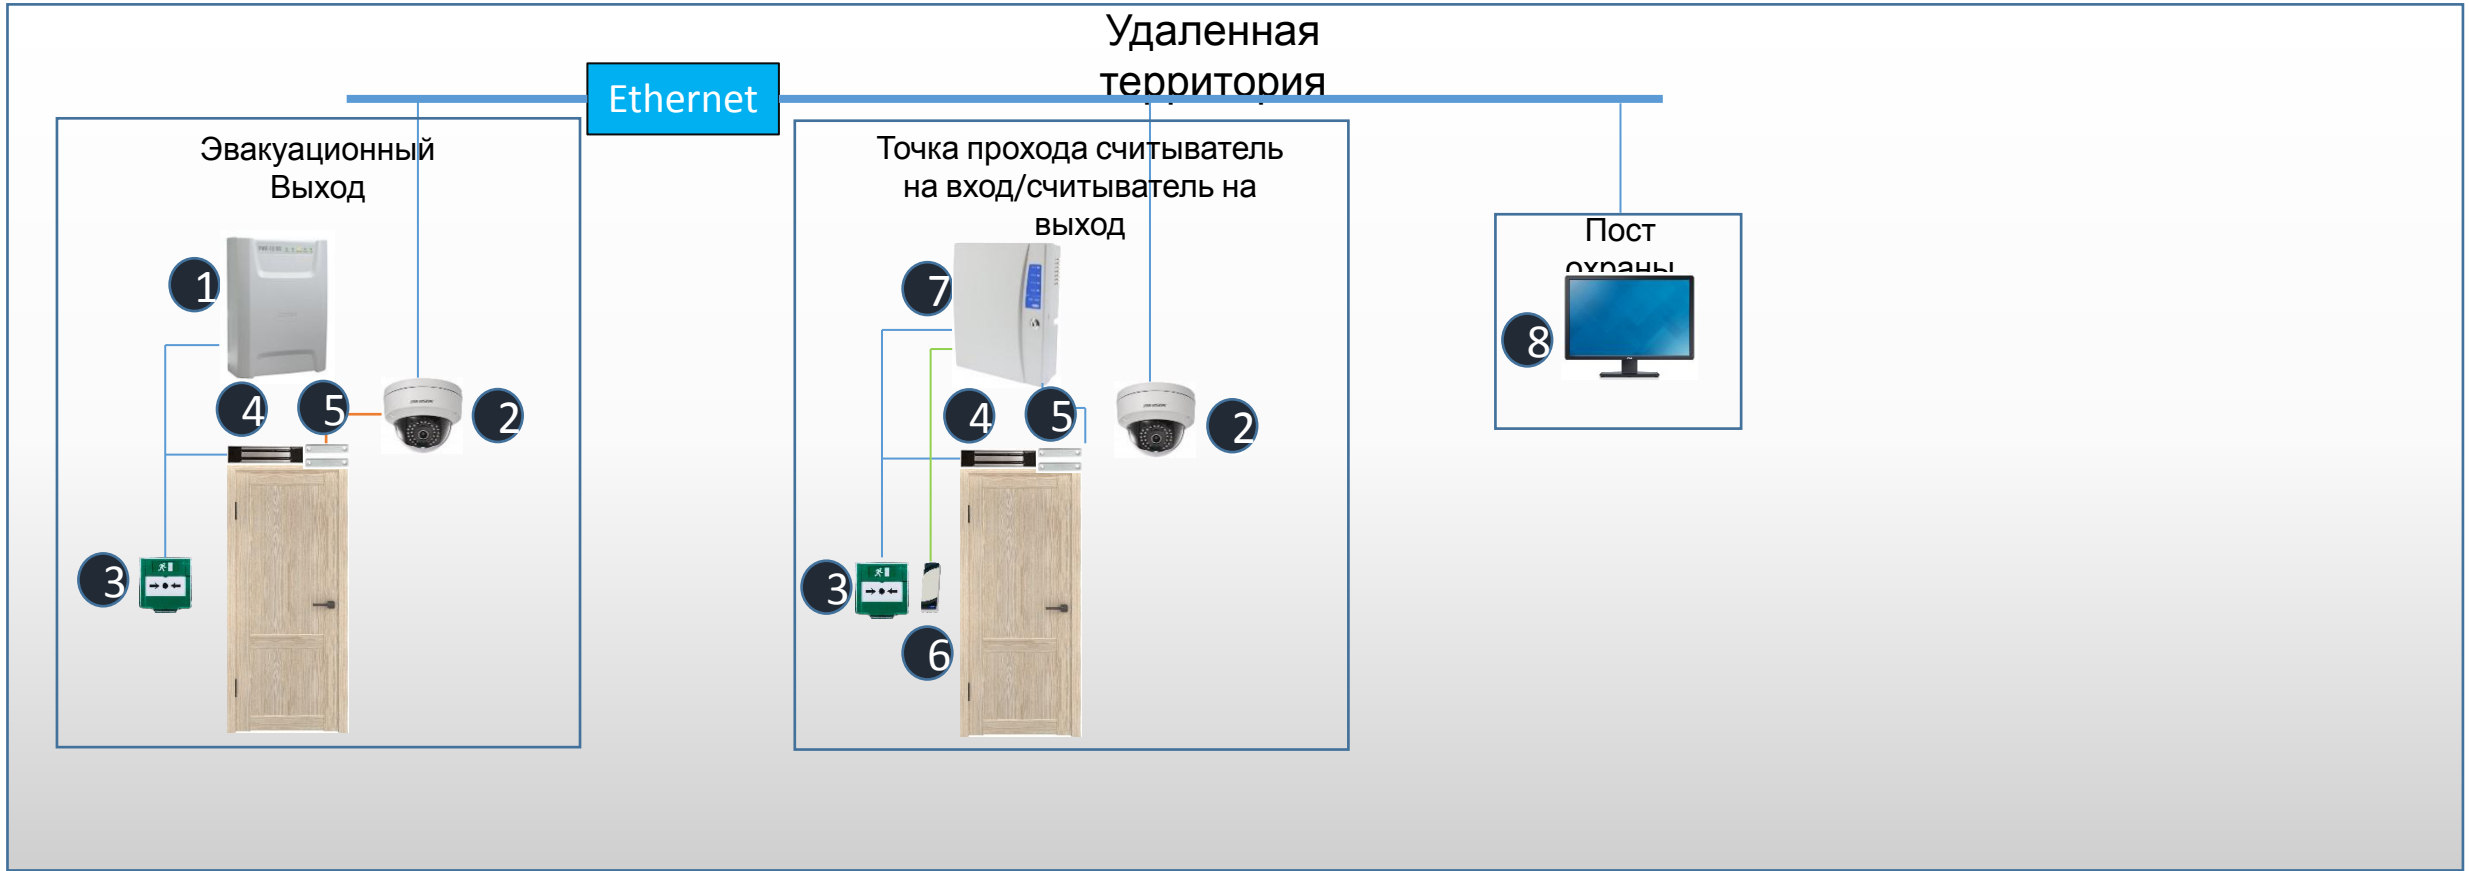 Удаленная
территория
Ethernet
Эвакуационный
Выход
1
4
5
2
3
Точка прохода считыватель
на вход/считыватель на
выход
7
4
5
2
3
6
Пост
охраны
8